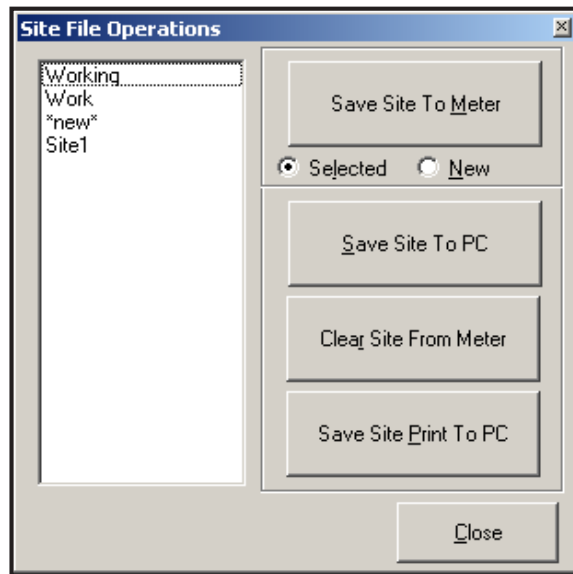 Site File Operations
Working
Work
*new*
Site1
Save Site To Meter
Selected
New
Save Site To PC
Clear Site From Meter
Save Site Print To PC
Close